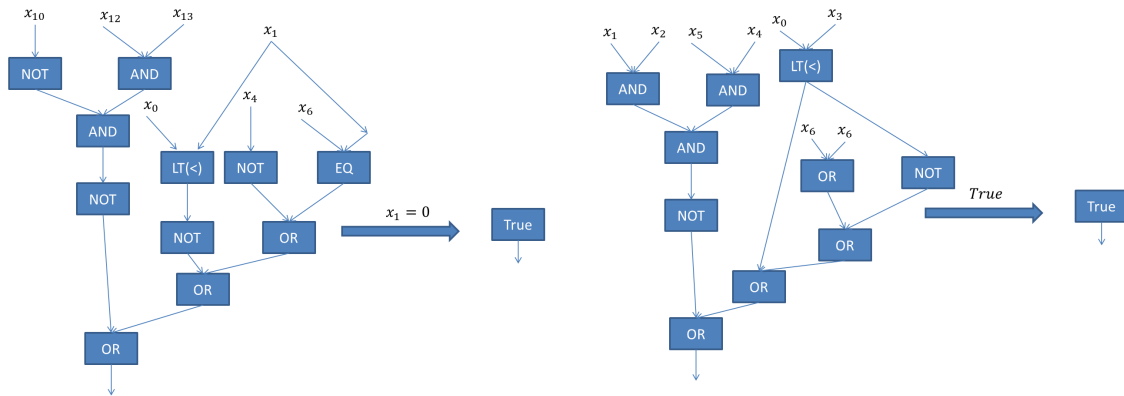 x₁₀
x₁₂ x₁₃
x₁
NOT
AND
x₀
x₄
x₆
AND
LT(<)
NOT
EQ
NOT
NOT
OR
x₁ = 0
True
OR
OR
x₀ x₃
x₁ x₂ x₅ x₄
LT(<)
AND
AND
x₆ x₆
AND
OR
NOT
True
True
NOT
OR
OR
OR